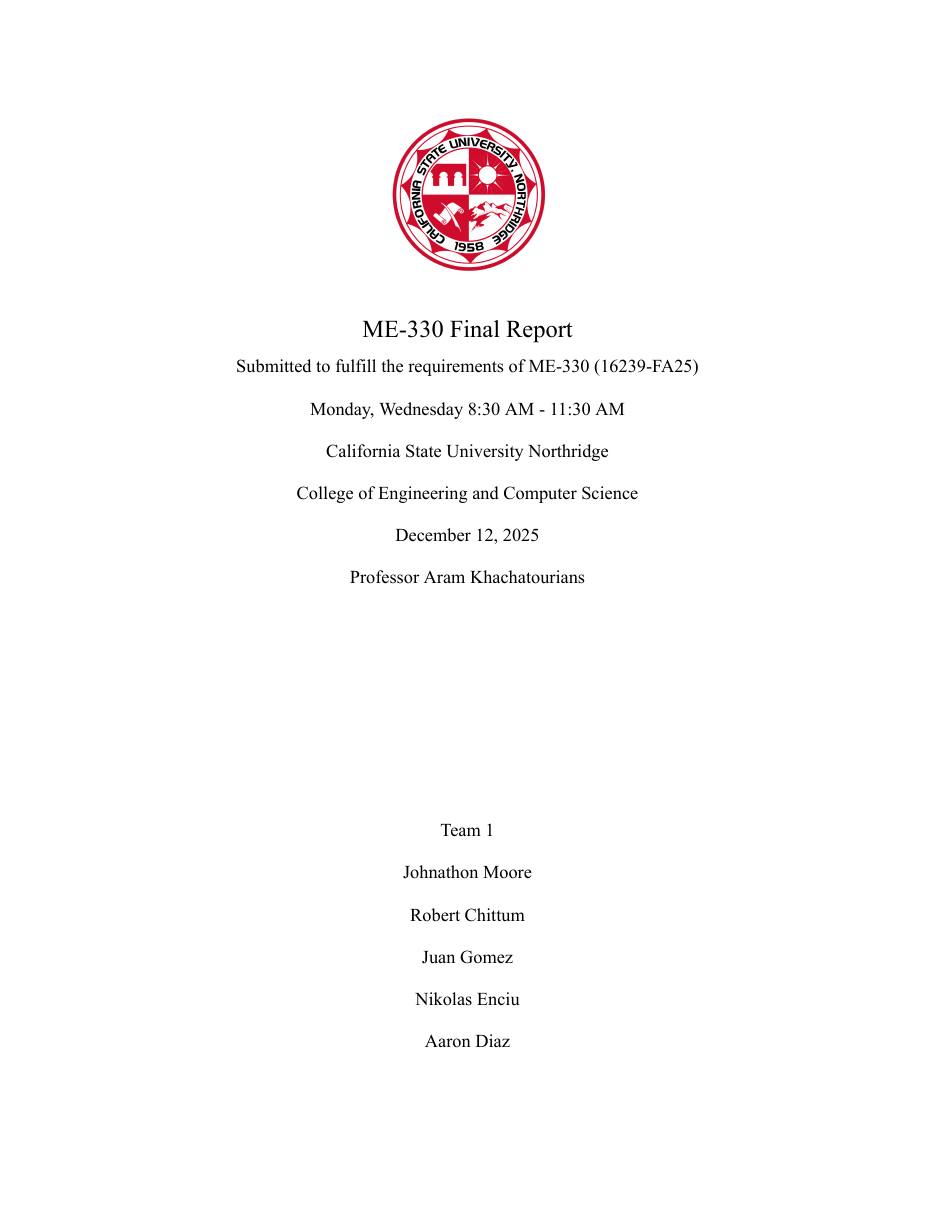 CALIFORNIA STATE UNIVERSITY, NORTHRIDGE
1958
ME-330 Final Report
Submitted to fulfill the requirements of ME-330 (16239-FA25)
Monday, Wednesday 8:30 AM - 11:30 AM
California State University Northridge
College of Engineering and Computer Science
December 12, 2025
Professor Aram Khachatourians
Team 1
Johnathon Moore
Robert Chittum
Juan Gomez
Nikolas Enciu
Aaron Diaz